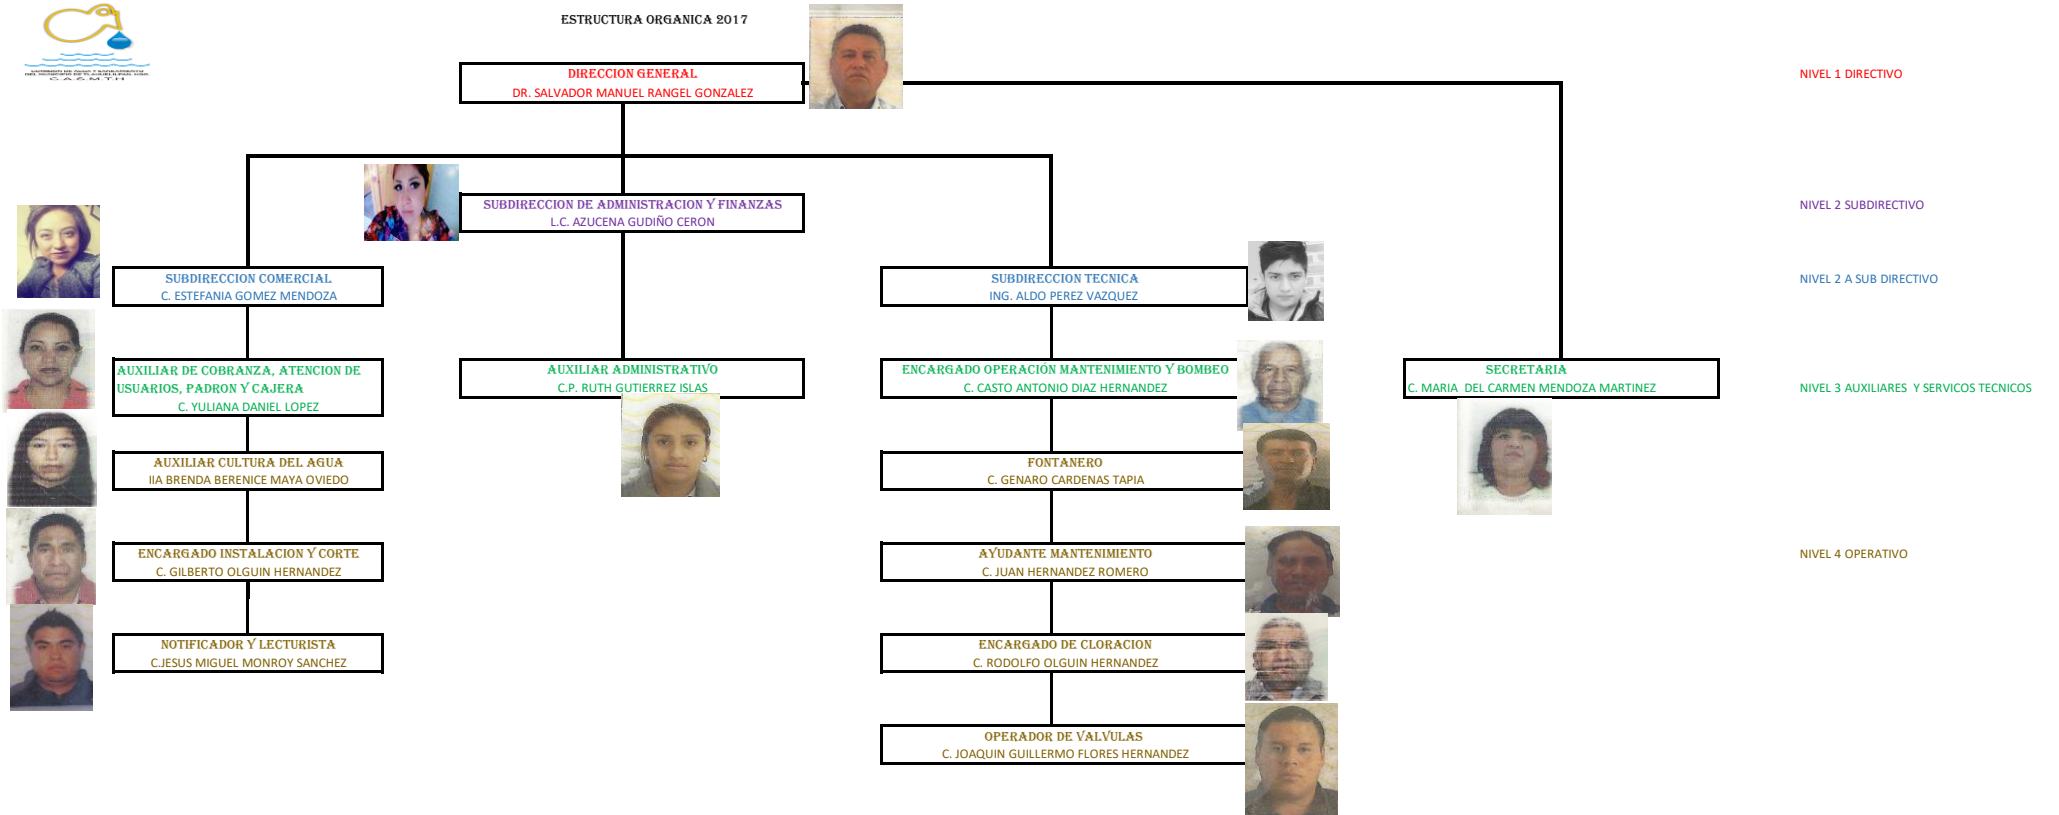 ESTRUCTURA ORGANICA 2017
DIRECCION GENERAL
DR. SALVADOR MANUEL RANGEL GONZALEZ
NIVEL 1 DIRECTIVO
SUBDIRECCION DE ADMINISTRACION Y FINANZAS
L.C. AZUCENA GUDIÑO CERON
NIVEL 2 SUBDIRECTIVO
SUBDIRECCION COMERCIAL
C. ESTEFANIA GOMEZ MENDOZA
SUBDIRECCION TECNICA
ING. ALDO PEREZ VAZQUEZ
NIVEL 2 A SUB DIRECTIVO
AUXILIAR DE COBRANZA, ATENCION DE
USUARIOS, PADRON Y CAJERA
C. YULIANA DANIEL LOPEZ
AUXILIAR ADMINISTRATIVO
C.P. RUTH GUTIERREZ ISLAS
ENCARGADO OPERACIÓN MANTENIMIENTO Y BOMBEO
C. CASTO ANTONIO DIAZ HERNANDEZ
SECRETARIA
C. MARIA DEL CARMEN MENDOZA MARTINEZ
NIVEL 3 AUXILIARES Y SERVICOS TECNICOS
AUXILIAR CULTURA DEL AGUA
IIA BRENDA BERENICE MAYA OVIEDO
FONTANERO
C. GENARO CARDENAS TAPIA
ENCARGADO INSTALACION Y CORTE
C. GILBERTO OLGUIN HERNANDEZ
AYUDANTE MANTENIMIENTO
C. JUAN HERNANDEZ ROMERO
NIVEL 4 OPERATIVO
NOTIFICADOR Y LECTURISTA
C.JESUS MIGUEL MONROY SANCHEZ
ENCARGADO DE CLORACION
C. RODOLFO OLGUIN HERNANDEZ
OPERADOR DE VALVULAS
C. JOAQUIN GUILLERMO FLORES HERNANDEZ